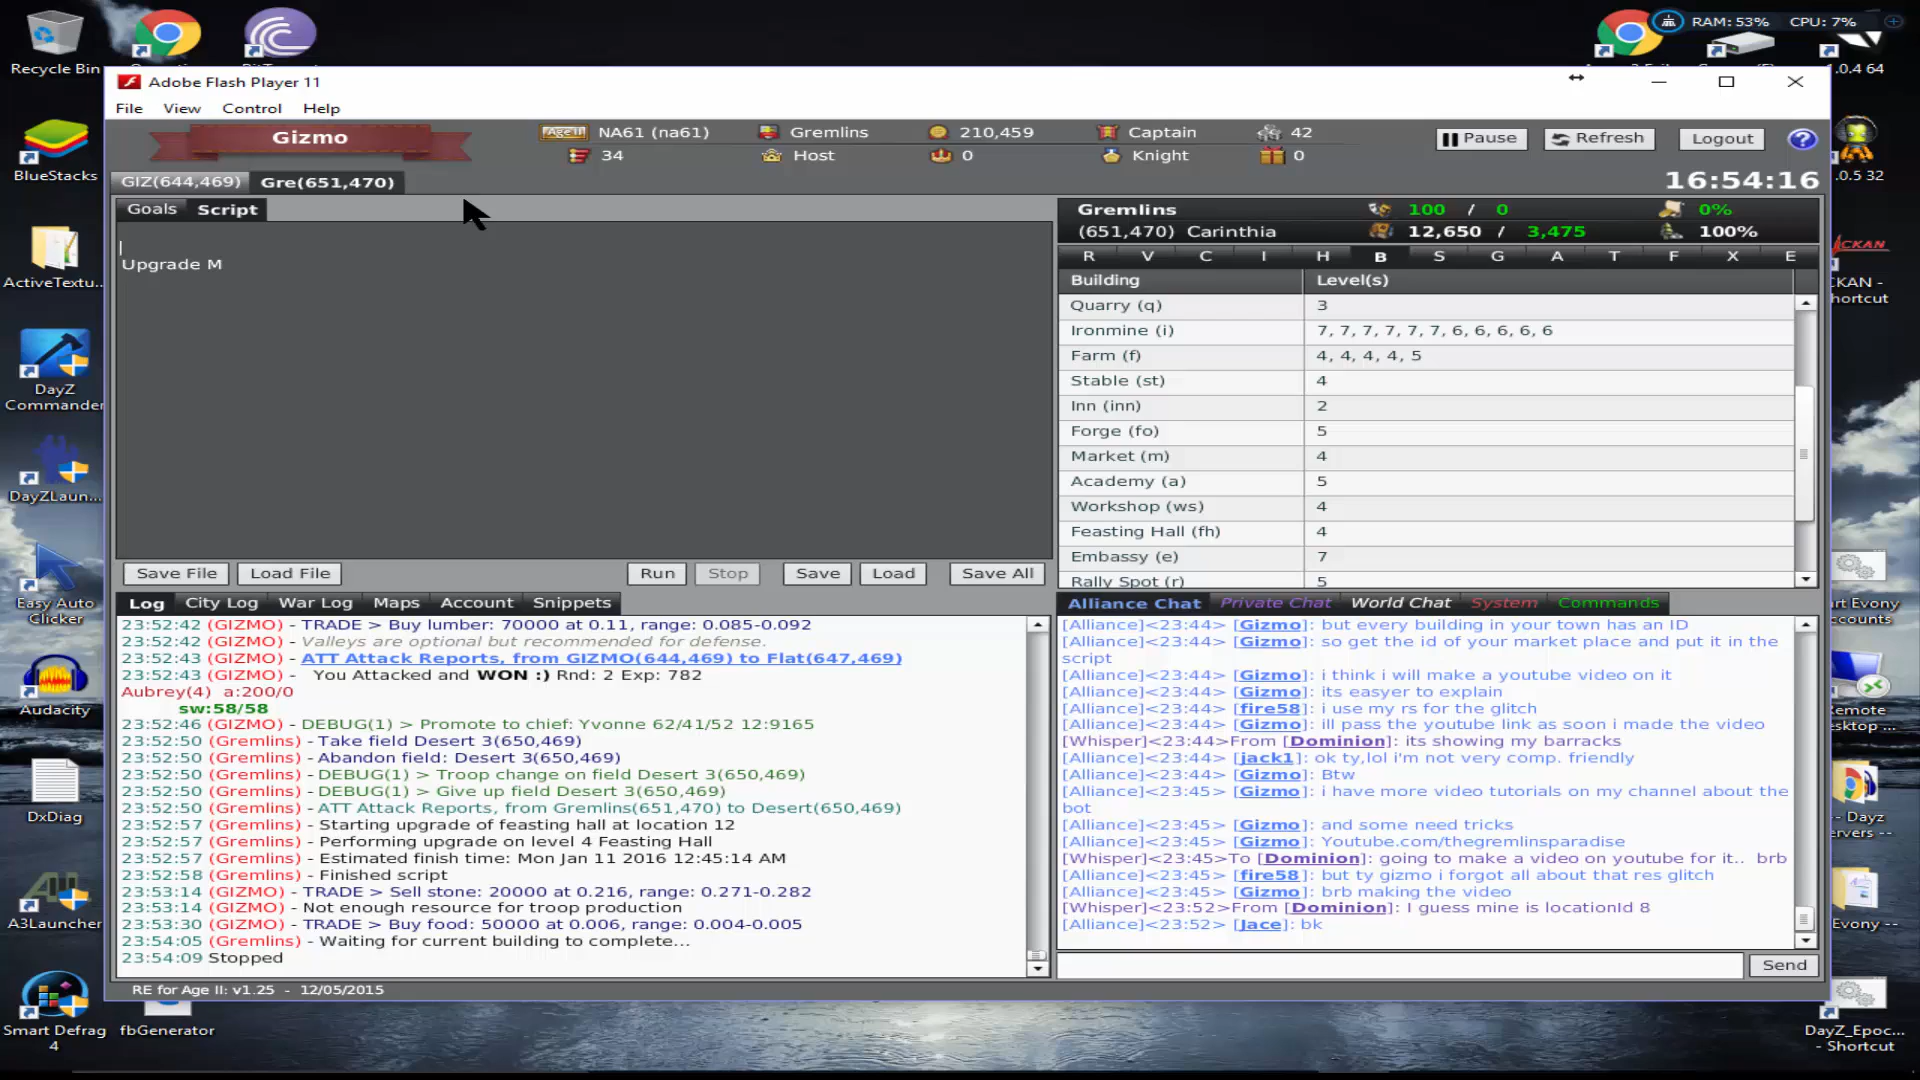 Recycle Bin
RAM: 53% CPU: 7%
1.0.4 64
Adobe Flash Player 11
File View Control Help
Gizmo
Age II NA61 (na61) Gremlins 210,459 Captain 42
34 Host 0 Knight 0
Pause Refresh Logout ?
GIZ(644,469) Gre(651,470)
16:54:16
BlueStacks
.0.5 32
Goals Script
Upgrade M
Gremlins 100 / 0 0%
(651,470) Carinthia 12,650 / 3,475 100%
R V C I H B S G A T F X E
Building Level(s)
Quarry (q) 3
Ironmine (i) 7, 7, 7, 7, 7, 7, 6, 6, 6, 6, 6
Farm (f) 4, 4, 4, 4, 5
Stable (st) 4
Inn (inn) 2
Forge (fo) 5
Market (m) 4
Academy (a) 5
Workshop (ws) 4
Feasting Hall (fh) 4
Embassy (e) 7
Rally Spot (r) 5
ActiveTextu...
CKAN -
hortcut
DayZ
Commander
DayZLaun...
Save File Load File Run Stop Save Load Save All
Log City Log War Log Maps Account Snippets
23:52:42 (GIZMO) - TRADE > Buy lumber: 70000 at 0.11, range: 0.085-0.092
23:52:42 (GIZMO) - Valleys are optional but recommended for defense.
23:52:43 (GIZMO) - ATT Attack Reports, from GIZMO(644,469) to Flat(647,469)
23:52:43 (GIZMO) - You Attacked and WON :) Rnd: 2 Exp: 782
Aubrey(4) a:200/0
sw:58/58
23:52:46 (GIZMO) - DEBUG(1) > Promote to chief: Yvonne 62/41/52 12:9165
23:52:50 (Gremlins) - Take field Desert 3(650,469)
23:52:50 (Gremlins) - Abandon field: Desert 3(650,469)
23:52:50 (Gremlins) - DEBUG(1) > Troop change on field Desert 3(650,469)
23:52:50 (Gremlins) - DEBUG(1) > Give up field Desert 3(650,469)
23:52:50 (Gremlins) - ATT Attack Reports, from Gremlins(651,470) to Desert(650,469)
23:52:57 (Gremlins) - Starting upgrade of feasting hall at location 12
23:52:57 (Gremlins) - Performing upgrade on level 4 Feasting Hall
23:52:57 (Gremlins) - Estimated finish time: Mon Jan 11 2016 12:45:14 AM
23:52:58 (Gremlins) - Finished script
23:53:14 (GIZMO) - TRADE > Sell stone: 20000 at 0.216, range: 0.271-0.282
23:53:14 (GIZMO) - Not enough resource for troop production
23:53:30 (GIZMO) - TRADE > Buy food: 50000 at 0.006, range: 0.004-0.005
23:54:05 (Gremlins) - Waiting for current building to complete...
23:54:09 Stopped
Alliance Chat Private Chat World Chat System Commands
[Alliance]<23:44> [Gizmo]: but every building in your town has an ID
[Alliance]<23:44> [Gizmo]: so get the id of your market place and put it in the
script
[Alliance]<23:44> [Gizmo]: i think i will make a youtube video on it
[Alliance]<23:44> [Gizmo]: its easyer to explain
[Alliance]<23:44> [fire58]: i use my rs for the glitch
[Alliance]<23:44> [Gizmo]: ill pass the youtube link as soon i made the video
[Whisper]<23:44>From [Dominion]: its showing my barracks
[Alliance]<23:44> [jack1]: ok ty,lol i'm not very comp. friendly
[Alliance]<23:44> [Gizmo]: Btw
[Alliance]<23:45> [Gizmo]: i have more video tutorials on my channel about the
bot
[Alliance]<23:45> [Gizmo]: and some need tricks
[Alliance]<23:45> [Gizmo]: Youtube.com/thegremlinsparadise
[Whisper]<23:45>To [Dominion]: going to make a video on youtube for it.. brb
[Alliance]<23:45> [fire58]: but ty gizmo i forgot all about that res glitch
[Alliance]<23:45> [Gizmo]: brb making the video
[Whisper]<23:52>From [Dominion]: I guess mine is locationId 8
[Alliance]<23:52> [Jace]: bk
Send
RE for Age II: v1.25 - 12/05/2015
Easy Auto
Clicker
Audacity
DxDiag
A3Launcher
Smart Defrag
4
fbGenerator
rt Evony
ccounts
Remote
esktop ...
- Dayz
ervers --
Evony --
DayZ_Epoc...
- Shortcut